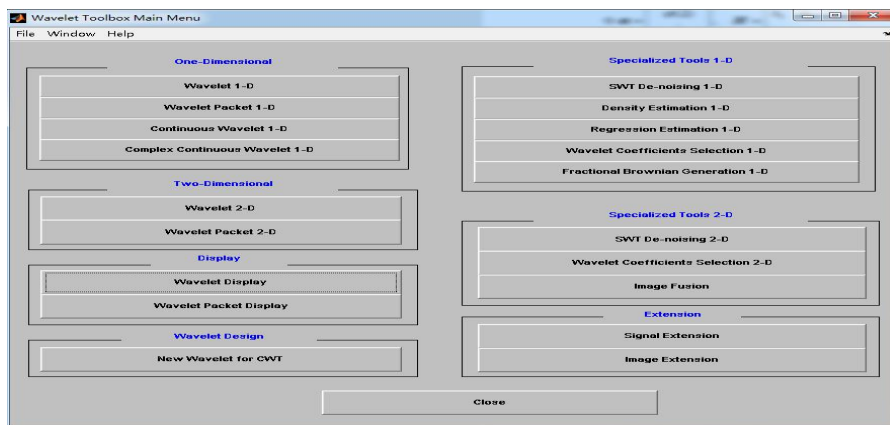 Wavelet Toolbox Main Menu
File Window Help
One-Dimensional
Wavelet 1-D
Wavelet Packet 1-D
Continuous Wavelet 1-D
Complex Continuous Wavelet 1-D
Two-Dimensional
Wavelet 2-D
Wavelet Packet 2-D
Display
Wavelet Display
Wavelet Packet Display
Wavelet Design
New Wavelet for CWT
Specialized Tools 1-D
SWT De-noising 1-D
Density Estimation 1-D
Regression Estimation 1-D
Wavelet Coefficients Selection 1-D
Fractional Brownian Generation 1-D
Specialized Tools 2-D
SWT De-noising 2-D
Wavelet Coefficients Selection 2-D
Image Fusion
Extension
Signal Extension
Image Extension
Close